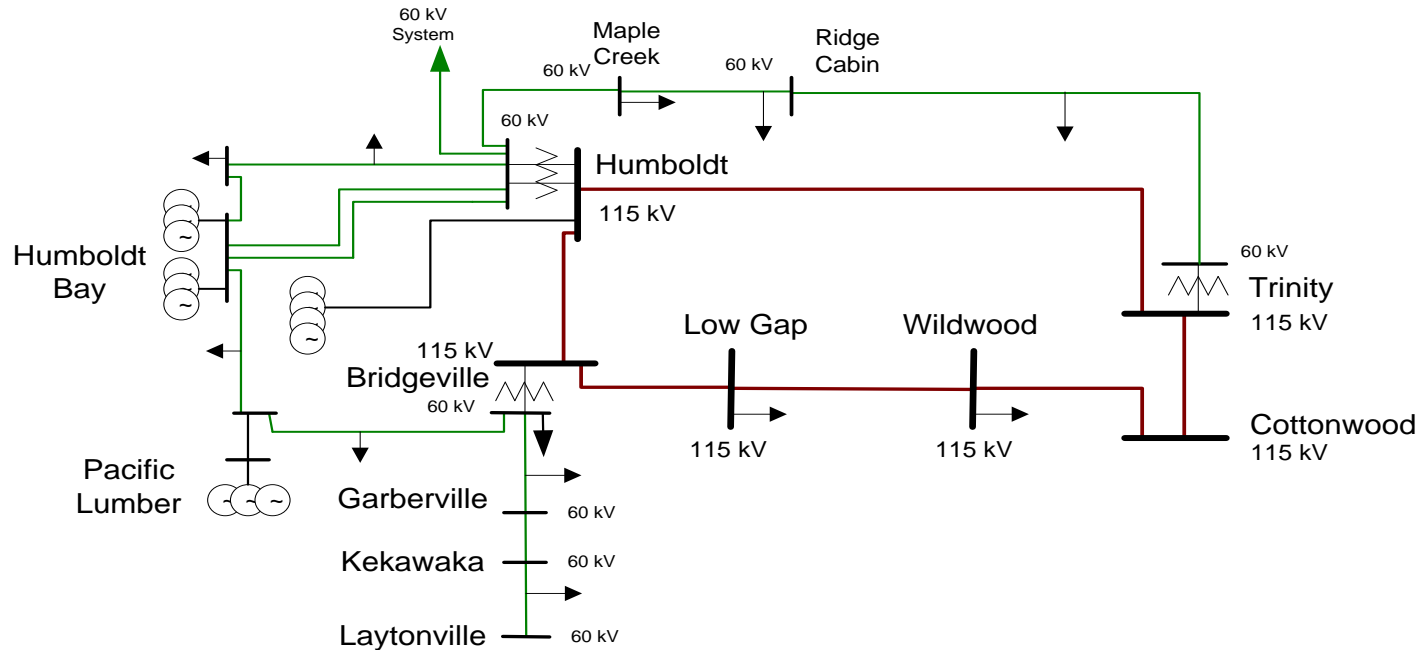 60 kV
System
Maple
Creek
Ridge
Cabin
60 kV
60 kV
60 kV
Humboldt
115 kV
Humboldt
Bay
~
~
~
60 kV
Trinity
115 kV
Low Gap
Wildwood
115 kV
Bridgeville
60 kV
115 kV
115 kV
Cottonwood
115 kV
Pacific
Lumber
~
~
~
Garberville
60 kV
Kekawaka
60 kV
Laytonville
60 kV